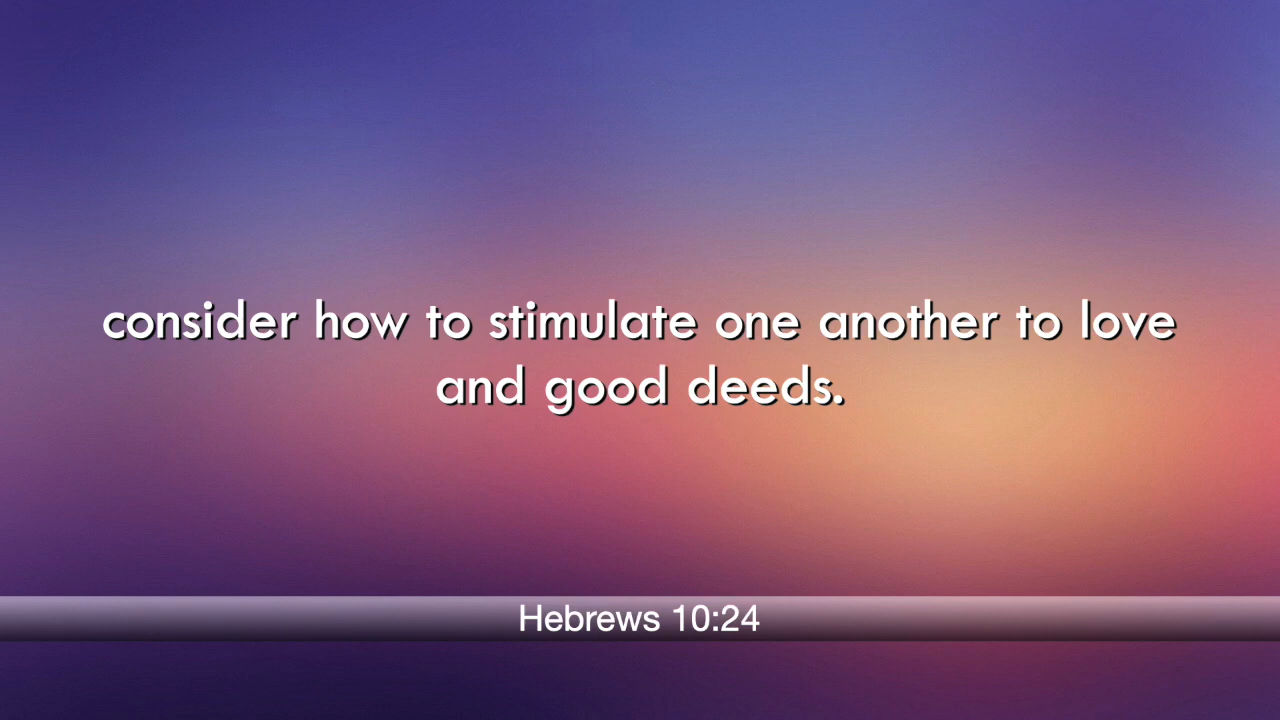 consider how to stimulate one another to love
and good deeds.
Hebrews 10:24